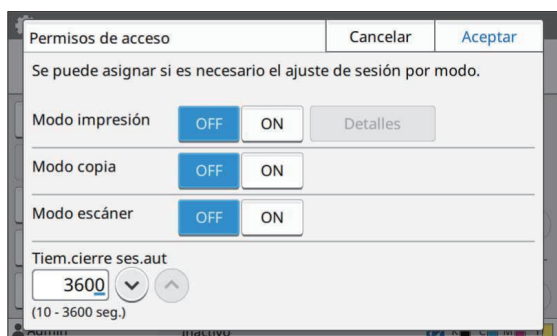 Permisos de acceso
Cancelar
Aceptar
Se puede asignar si es necesario el ajuste de sesión por modo.
Modo impresión
OFF
ON
Detalles
Modo copia
OFF
ON
Modo escáner
OFF
ON
Tiem.cierre ses.aut
3600
(10 - 3600 seg.)
Admin
Inactivo